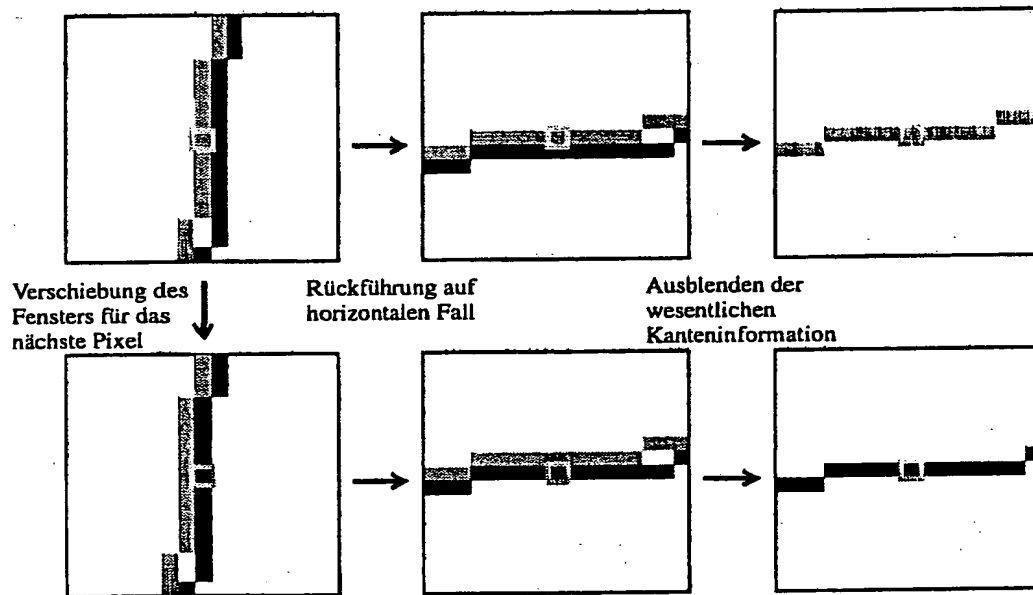 Verschiebung des
Fensters für das
nächste Pixel
Rückführung auf
horizontalen Fall
Ausblenden der
wesentlichen
Kanteninformation